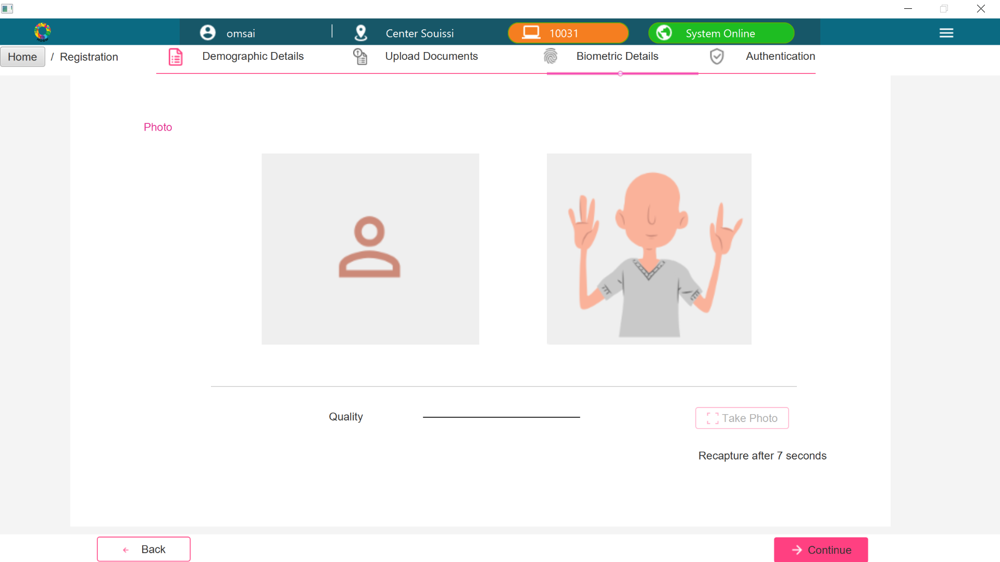 omsai
Center Souissi
10031
System Online
Home / Registration
Demographic Details
Upload Documents
Biometric Details
Authentication
Photo
Quality
Take Photo
Recapture after 7 seconds
Back
Continue